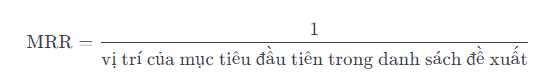 MRR = 1
vị trí của mục tiêu đầu tiên trong danh sách đề xuất